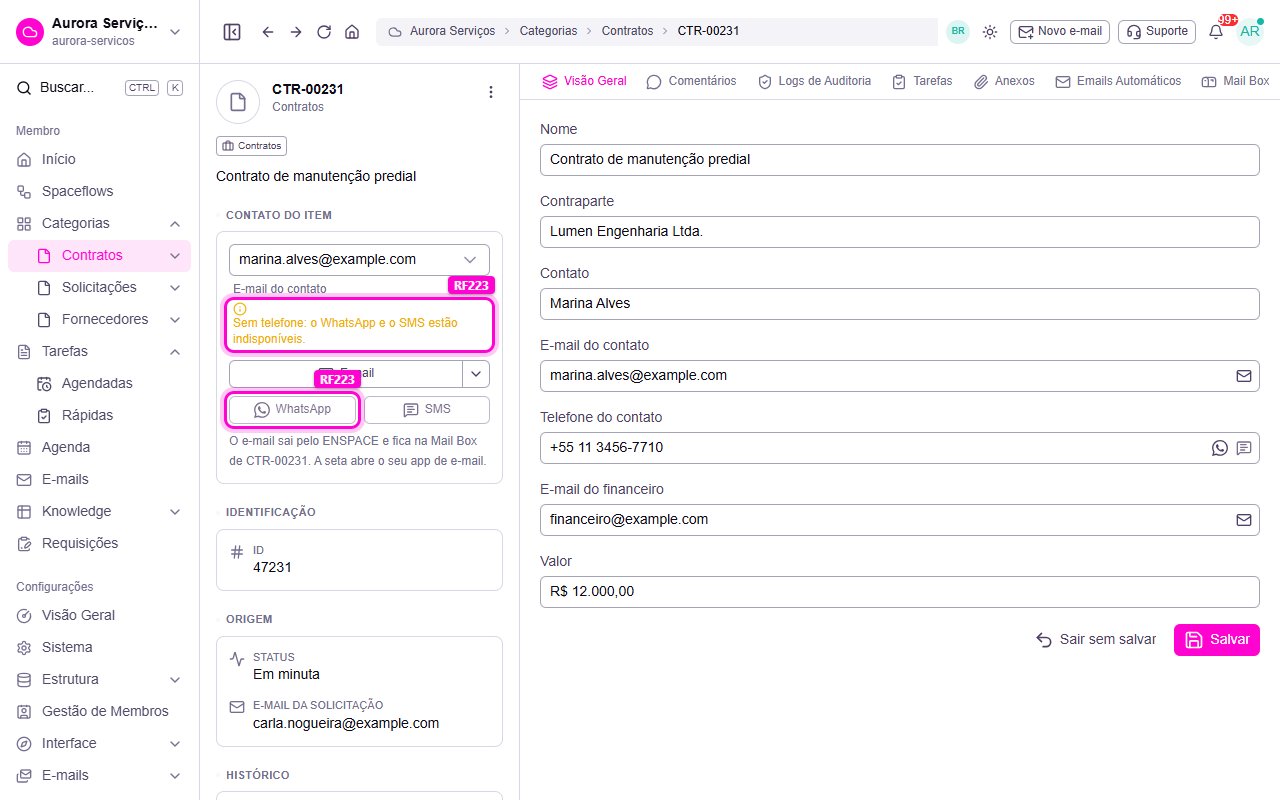 Aurora Serviç...
aurora-servicos
Aurora Serviços
Categorias
Contratos
CTR-00231
BR
Novo e-mail
Suporte
99+
AR
Buscar...
CTRL
K
Membro
Início
Spaceflows
Categorias
Contratos
Solicitações
Fornecedores
Tarefas
Agendadas
Rápidas
Agenda
E-mails
Knowledge
Requisições
Configurações
Visão Geral
Sistema
Estrutura
Gestão de Membros
Interface
E-mails
CTR-00231
Contratos
Contratos
Contrato de manutenção predial
CONTATO DO ITEM
marina.alves@example.com
E-mail do contato
RF223
Sem telefone: o WhatsApp e o SMS estão
indisponíveis.
RF223
WhatsApp
SMS
O e-mail sai pelo ENSPACE e fica na Mail Box
de CTR-00231. A seta abre o seu app de e-mail.
IDENTIFICAÇÃO
ID
47231
ORIGEM
STATUS
Em minuta
E-MAIL DA SOLICITAÇÃO
carla.nogueira@example.com
HISTÓRICO
Visão Geral
Comentários
Logs de Auditoria
Tarefas
Anexos
Emails Automáticos
Mail Box
Nome
Contrato de manutenção predial
Contraparte
Lumen Engenharia Ltda.
Contato
Marina Alves
E-mail do contato
marina.alves@example.com
Telefone do contato
+55 11 3456-7710
E-mail do financeiro
financeiro@example.com
Valor
R$ 12.000,00
Sair sem salvar
Salvar